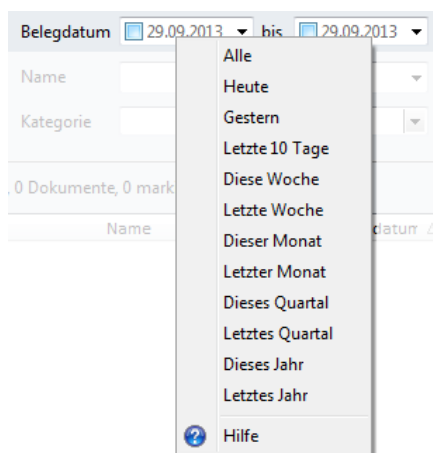 Belegdatum 29.09.2013 bis 29.09.2013
Alle
Name
Heute
Kategorie
Gestern
Letzte 10 Tage
Diese Woche
, 0 Dokumente, 0 mark
Letzte Woche
Name
Dieser Monat
datum
Letzter Monat
Dieses Quartal
Letztes Quartal
Dieses Jahr
Letztes Jahr
Hilfe